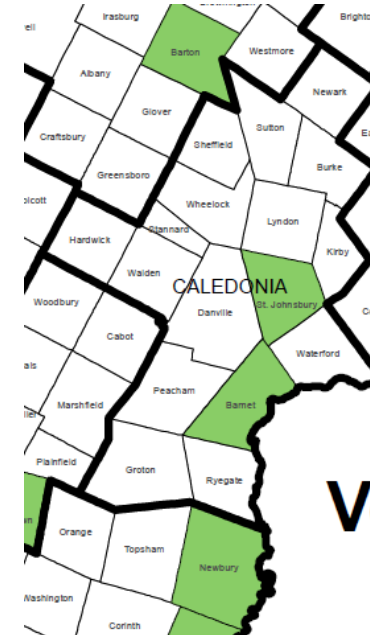 Irasburg
Brighto
Barton
Westmore
Albany
Newark
Glover
Sutton
Craftsbury
Sheffield
Burke
Greensboro
Wheelock
Lyndon
Stannard
Hardwick
Kirby
Walden
CALEDONIA
Woodbury
St. Johnsbury
Danville
Cabot
Waterford
Peacham
Marshfield
Barnet
Plainfield
Groton
Ryegate
V
Orange
Topsham
Newbury
Washington
Corinth